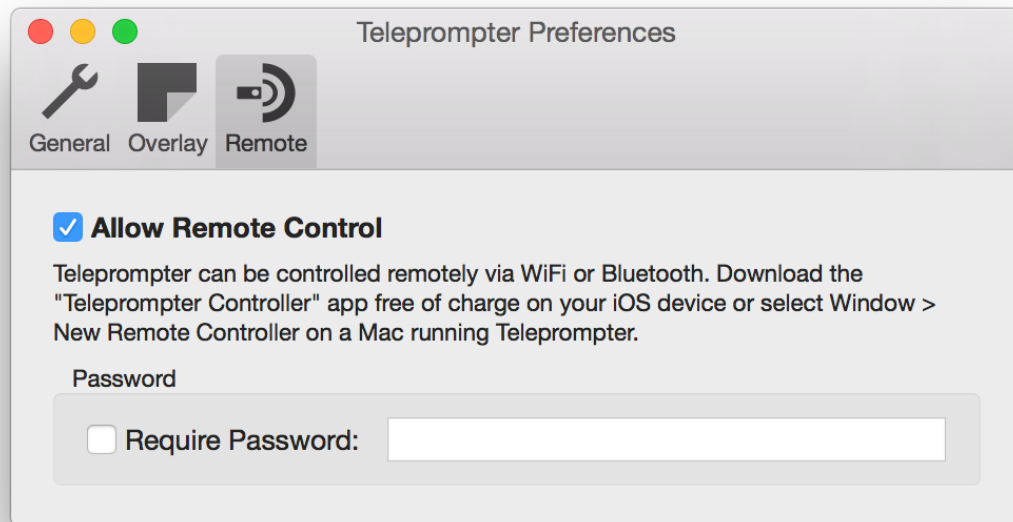 Teleprompter Preferences
General Overlay Remote
Allow Remote Control
Teleprompter can be controlled remotely via WiFi or Bluetooth. Download the
"Teleprompter Controller" app free of charge on your iOS device or select Window >
New Remote Controller on a Mac running Teleprompter.
Password
Require Password: